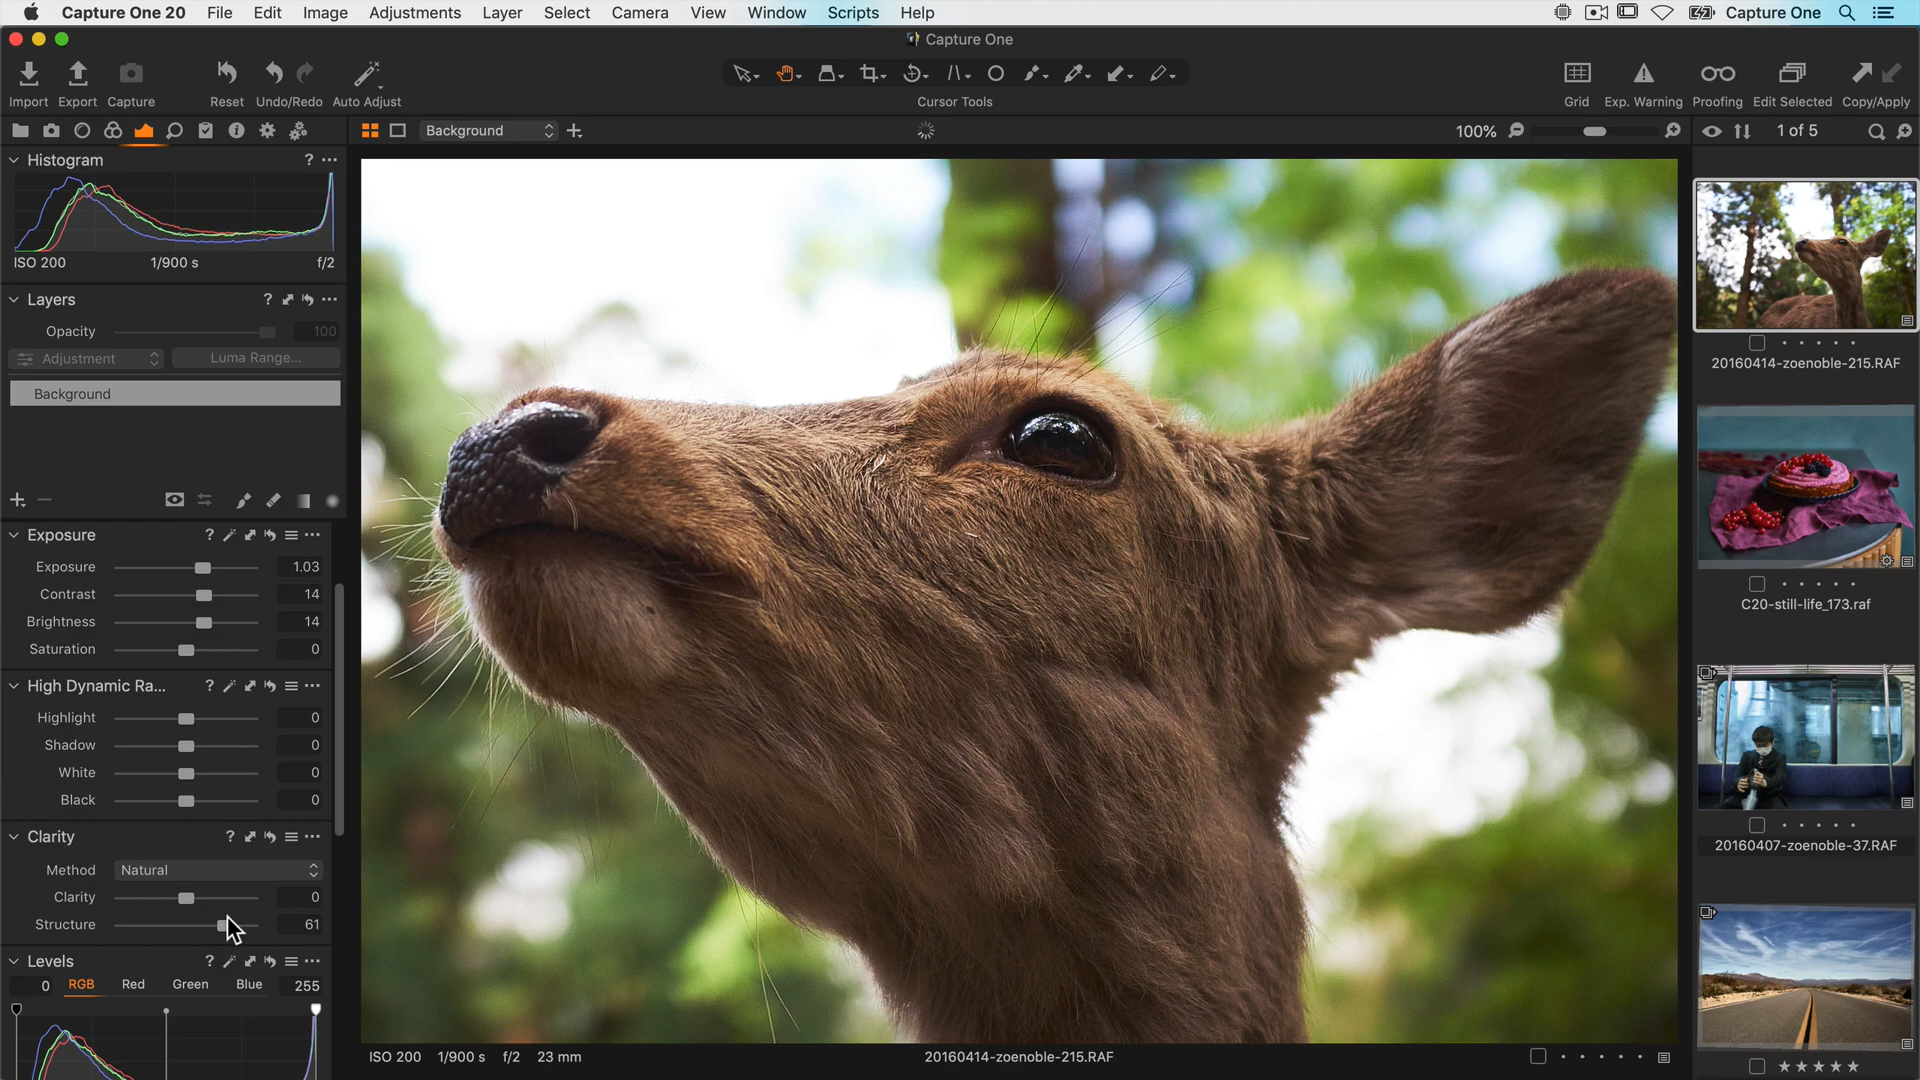 Capture One 20 File Edit Image Adjustments Layer Select Camera View Window Scripts Help Capture One
Capture One
Import Export Capture Reset Undo/Redo Auto Adjust Cursor Tools Grid Exp. Warning Proofing Edit Selected Copy/Apply
Background 100% 1 of 5
Histogram ?
ISO 200 1/900 s f/2
Layers ?
Opacity 100
Adjustment Luma Range...
Background
Exposure ?
Exposure 1.03
Contrast 14
Brightness 14
Saturation 0
High Dynamic Ra... ?
Highlight 0
Shadow 0
White 0
Black 0
Clarity ?
Method Natural
Clarity 0
Structure 61
Levels ?
0 RGB Red Green Blue 255
ISO 200 1/900 s f/2 23 mm 20160414-zoenoble-215.RAF
20160414-zoenoble-215.RAF
C20-still-life_173.raf
20160407-zoenoble-37.RAF